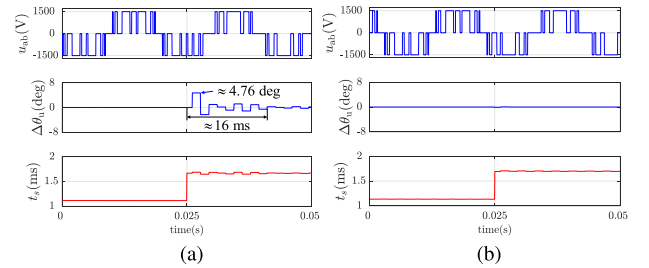 1500
0
-1500
u_ab(V)
8
0
-8
Δθ_u(deg)
≈4.76 deg
≈16 ms
2
1.5
1
t_s(ms)
0 0.025 0.05
time(s)
(a)
1500
0
-1500
u_ab(V)
8
0
-8
Δθ_u(deg)
2
1.5
1
t_s(ms)
0 0.025 0.05
time(s)
(b)